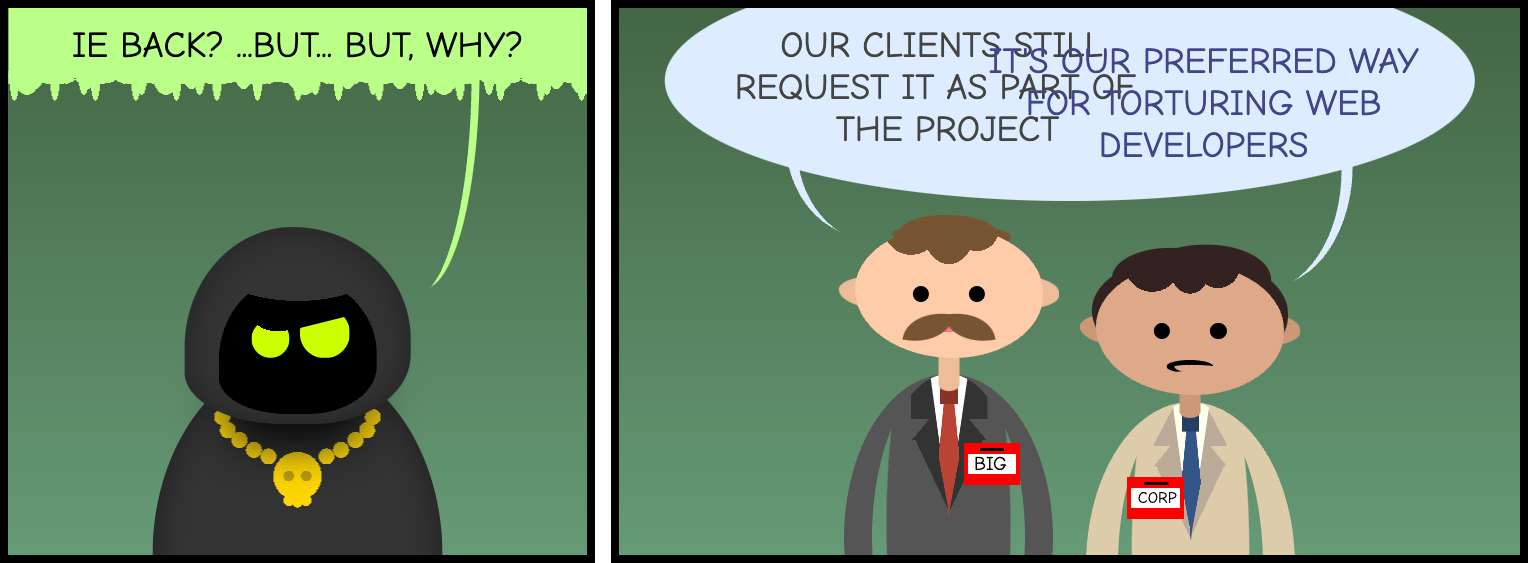 IE BACK? ...BUT... BUT, WHY?
OUR CLIENTS STILL
REQUEST IT AS PART OF
THE PROJECT
IT'S OUR PREFERRED WAY
FOR TORTURING WEB
DEVELOPERS
BIG
CORP